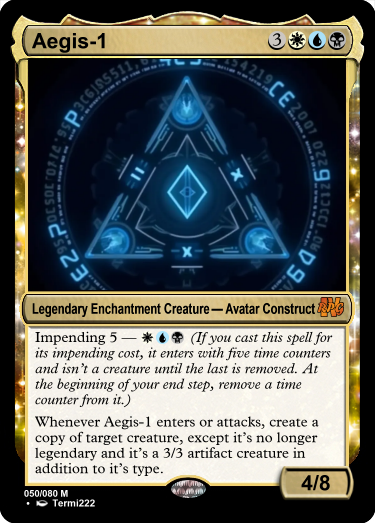 Aegis-1
3
Legendary Enchantment Creature — Avatar Construct
RPG
Impending 5 — (If you cast this spell for
its impending cost, it enters with five time counters
and isn't a creature until the last is removed. At
the beginning of your end step, remove a time
counter from it.)
Whenever Aegis-1 enters or attacks, create a
copy of target creature, except it's no longer
legendary and it's a 3/3 artifact creature in
addition to it's type.
4/8
050/080 M
• Termi222